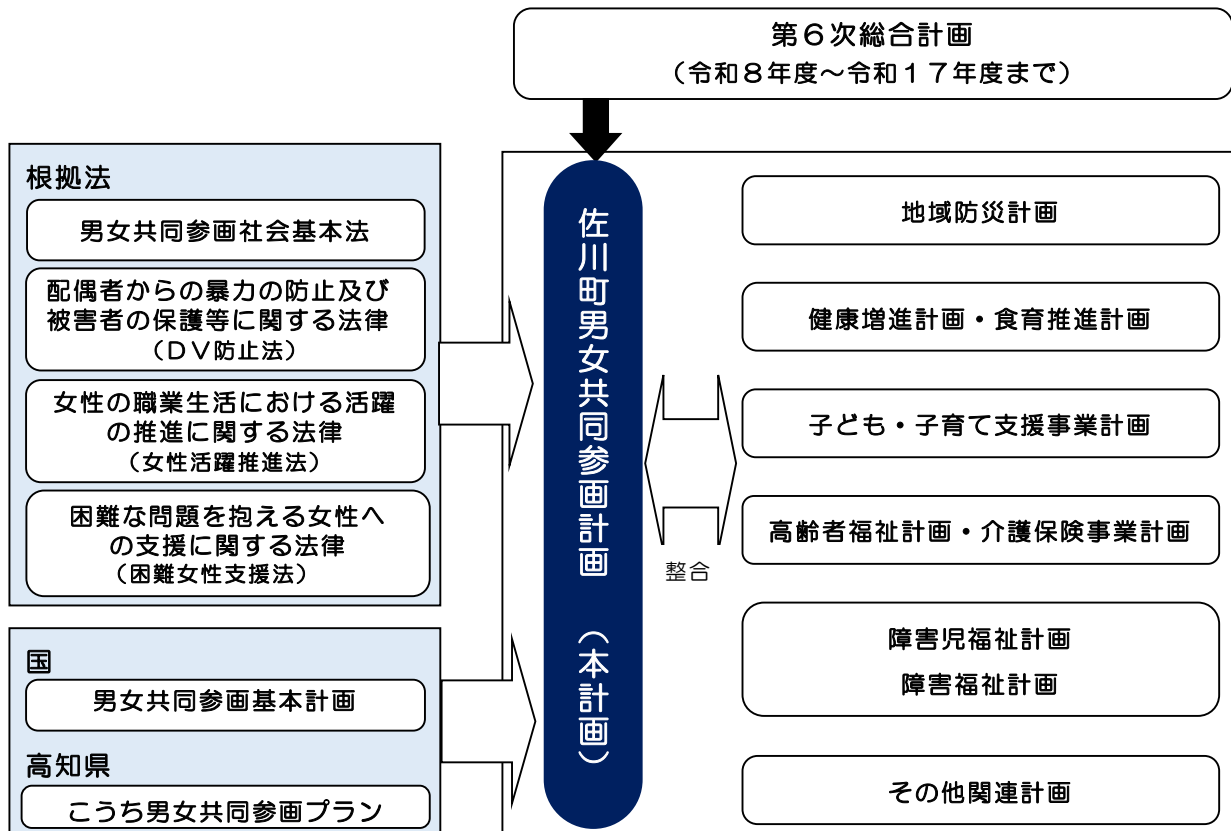 第６次総合計画
（令和８年度～令和１７年度まで）
根拠法
男女共同参画社会基本法
配偶者からの暴力の防止及び
被害者の保護等に関する法律
（ＤＶ防止法）
女性の職業生活における活躍
の推進に関する法律
（女性活躍推進法）
困難な問題を抱える女性へ
の支援に関する法律
（困難女性支援法）
国
男女共同参画基本計画
高知県
こうち男女共同参画プラン
佐川町男女共同参画計画　（本計画）
整合
地域防災計画
健康増進計画・食育推進計画
子ども・子育て支援事業計画
高齢者福祉計画・介護保険事業計画
障害児福祉計画
障害福祉計画
その他関連計画